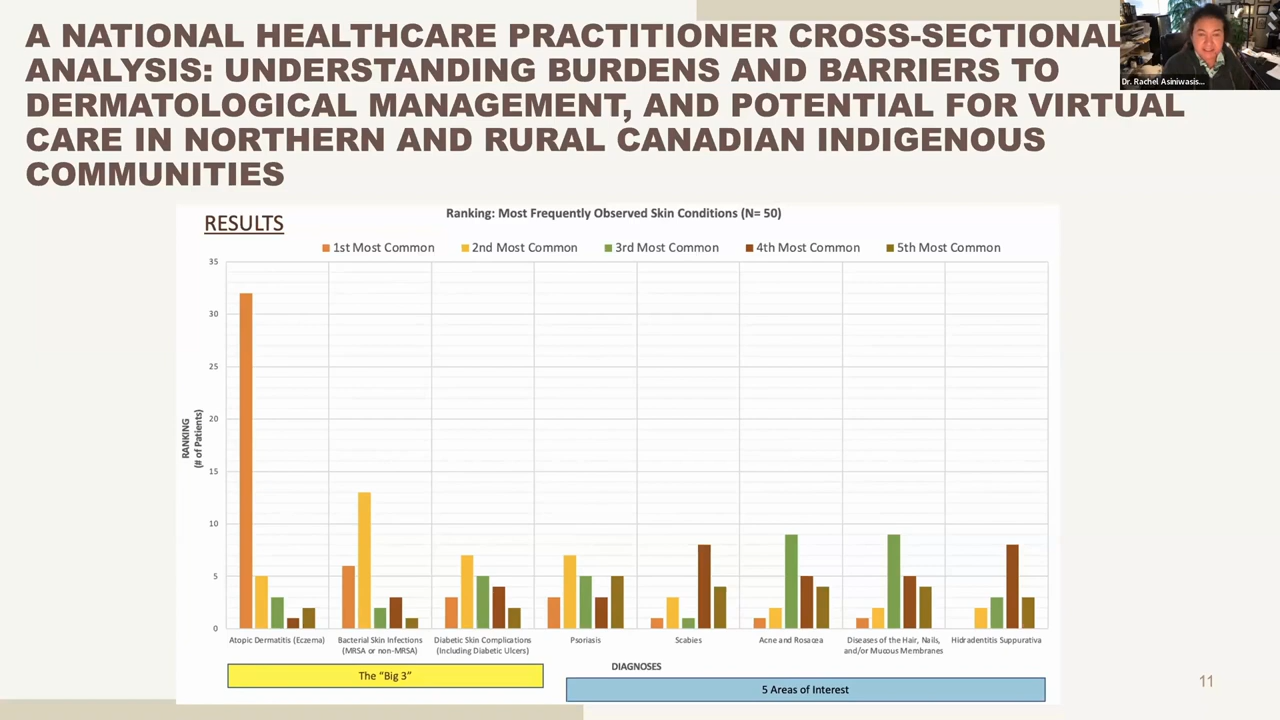 A NATIONAL HEALTHCARE PRACTITIONER CROSS-SECTIONAL
ANALYSIS: UNDERSTANDING BURDENS AND BARRIERS TO
DERMATOLOGICAL MANAGEMENT, AND POTENTIAL FOR VIRTUAL
CARE IN NORTHERN AND RURAL CANADIAN INDIGENOUS
COMMUNITIES
Dr. Rachel Asiniwasis...
RESULTS
Ranking: Most Frequently Observed Skin Conditions (N= 50)
1st Most Common 2nd Most Common 3rd Most Common 4th Most Common 5th Most Common
35
30
25
20
15
10
5
0
RANKING
(# of Patients)
Atopic Dermatitis (Eczema)
Bacterial Skin Infections
(MRSA or non-MRSA)
Diabetic Skin Complications
(Including Diabetic Ulcers)
Psoriasis
Scabies
Acne and Rosacea
Diseases of the Hair, Nails,
and/or Mucous Membranes
Hidradentitis Suppurativa
DIAGNOSES
The "Big 3"
5 Areas of Interest
11